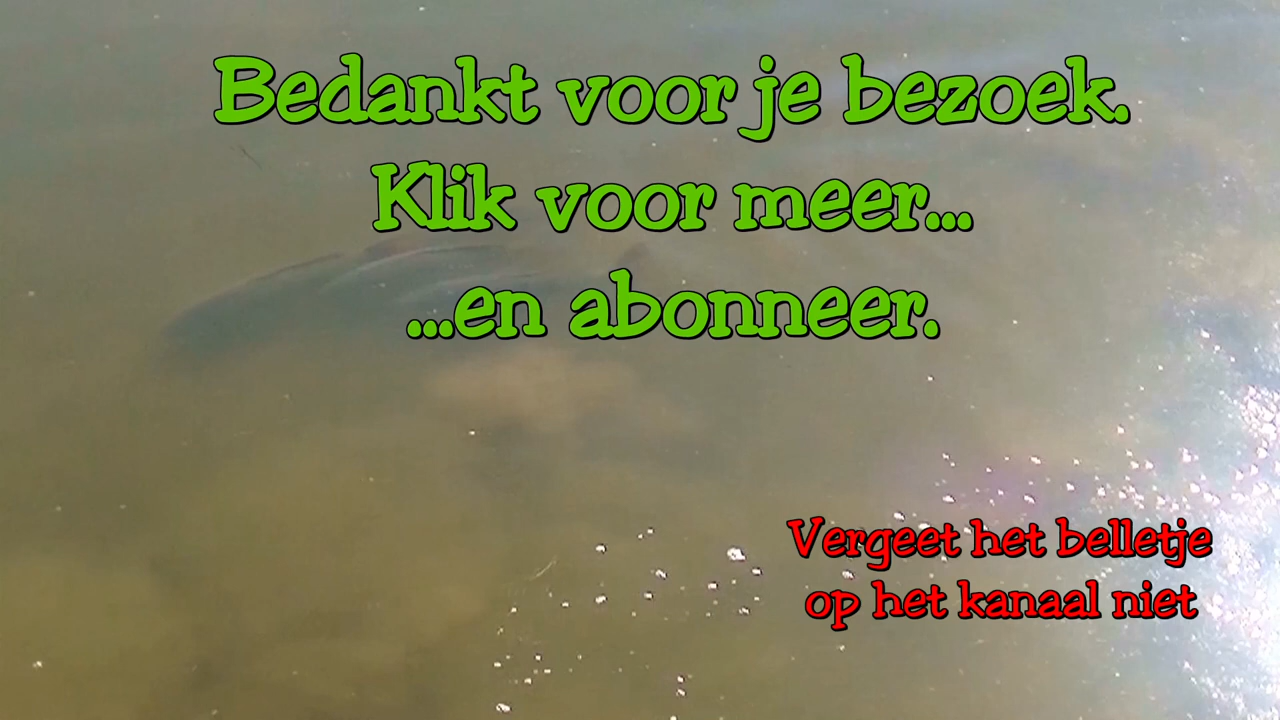 Bedankt voor je bezoek.
Klik voor meer...
...en abonneer.
Vergeet het belletje
op het kanaal niet